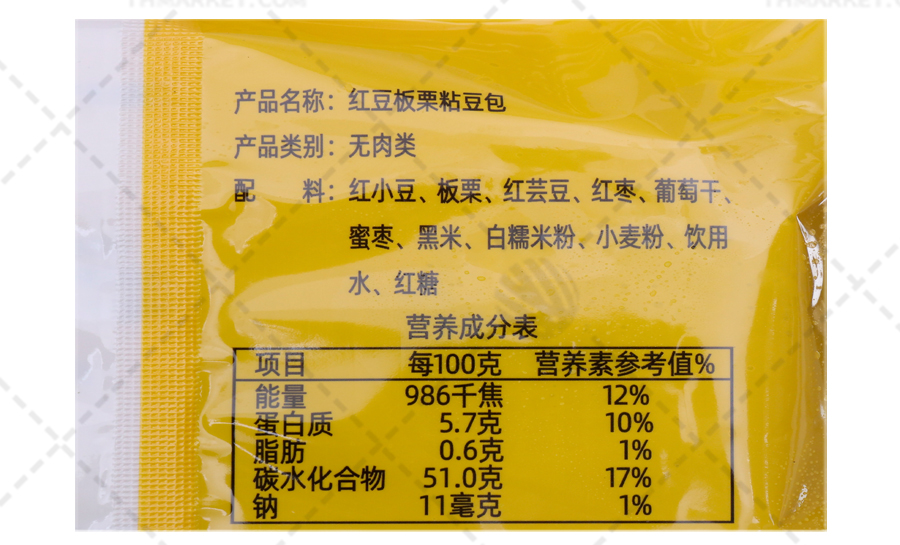 产品名称：红豆板栗粘豆包
产品类别：无肉类
配　　料：红小豆、板栗、红芸豆、红枣、葡萄干、
蜜枣、黑米、白糯米粉、小麦粉、饮用
水、红糖
营养成分表
项目 每100克 营养素参考值%
能量 986千焦 12%
蛋白质 5.7克 10%
脂肪 0.6克 1%
碳水化合物 51.0克 17%
钠 11毫克 1%